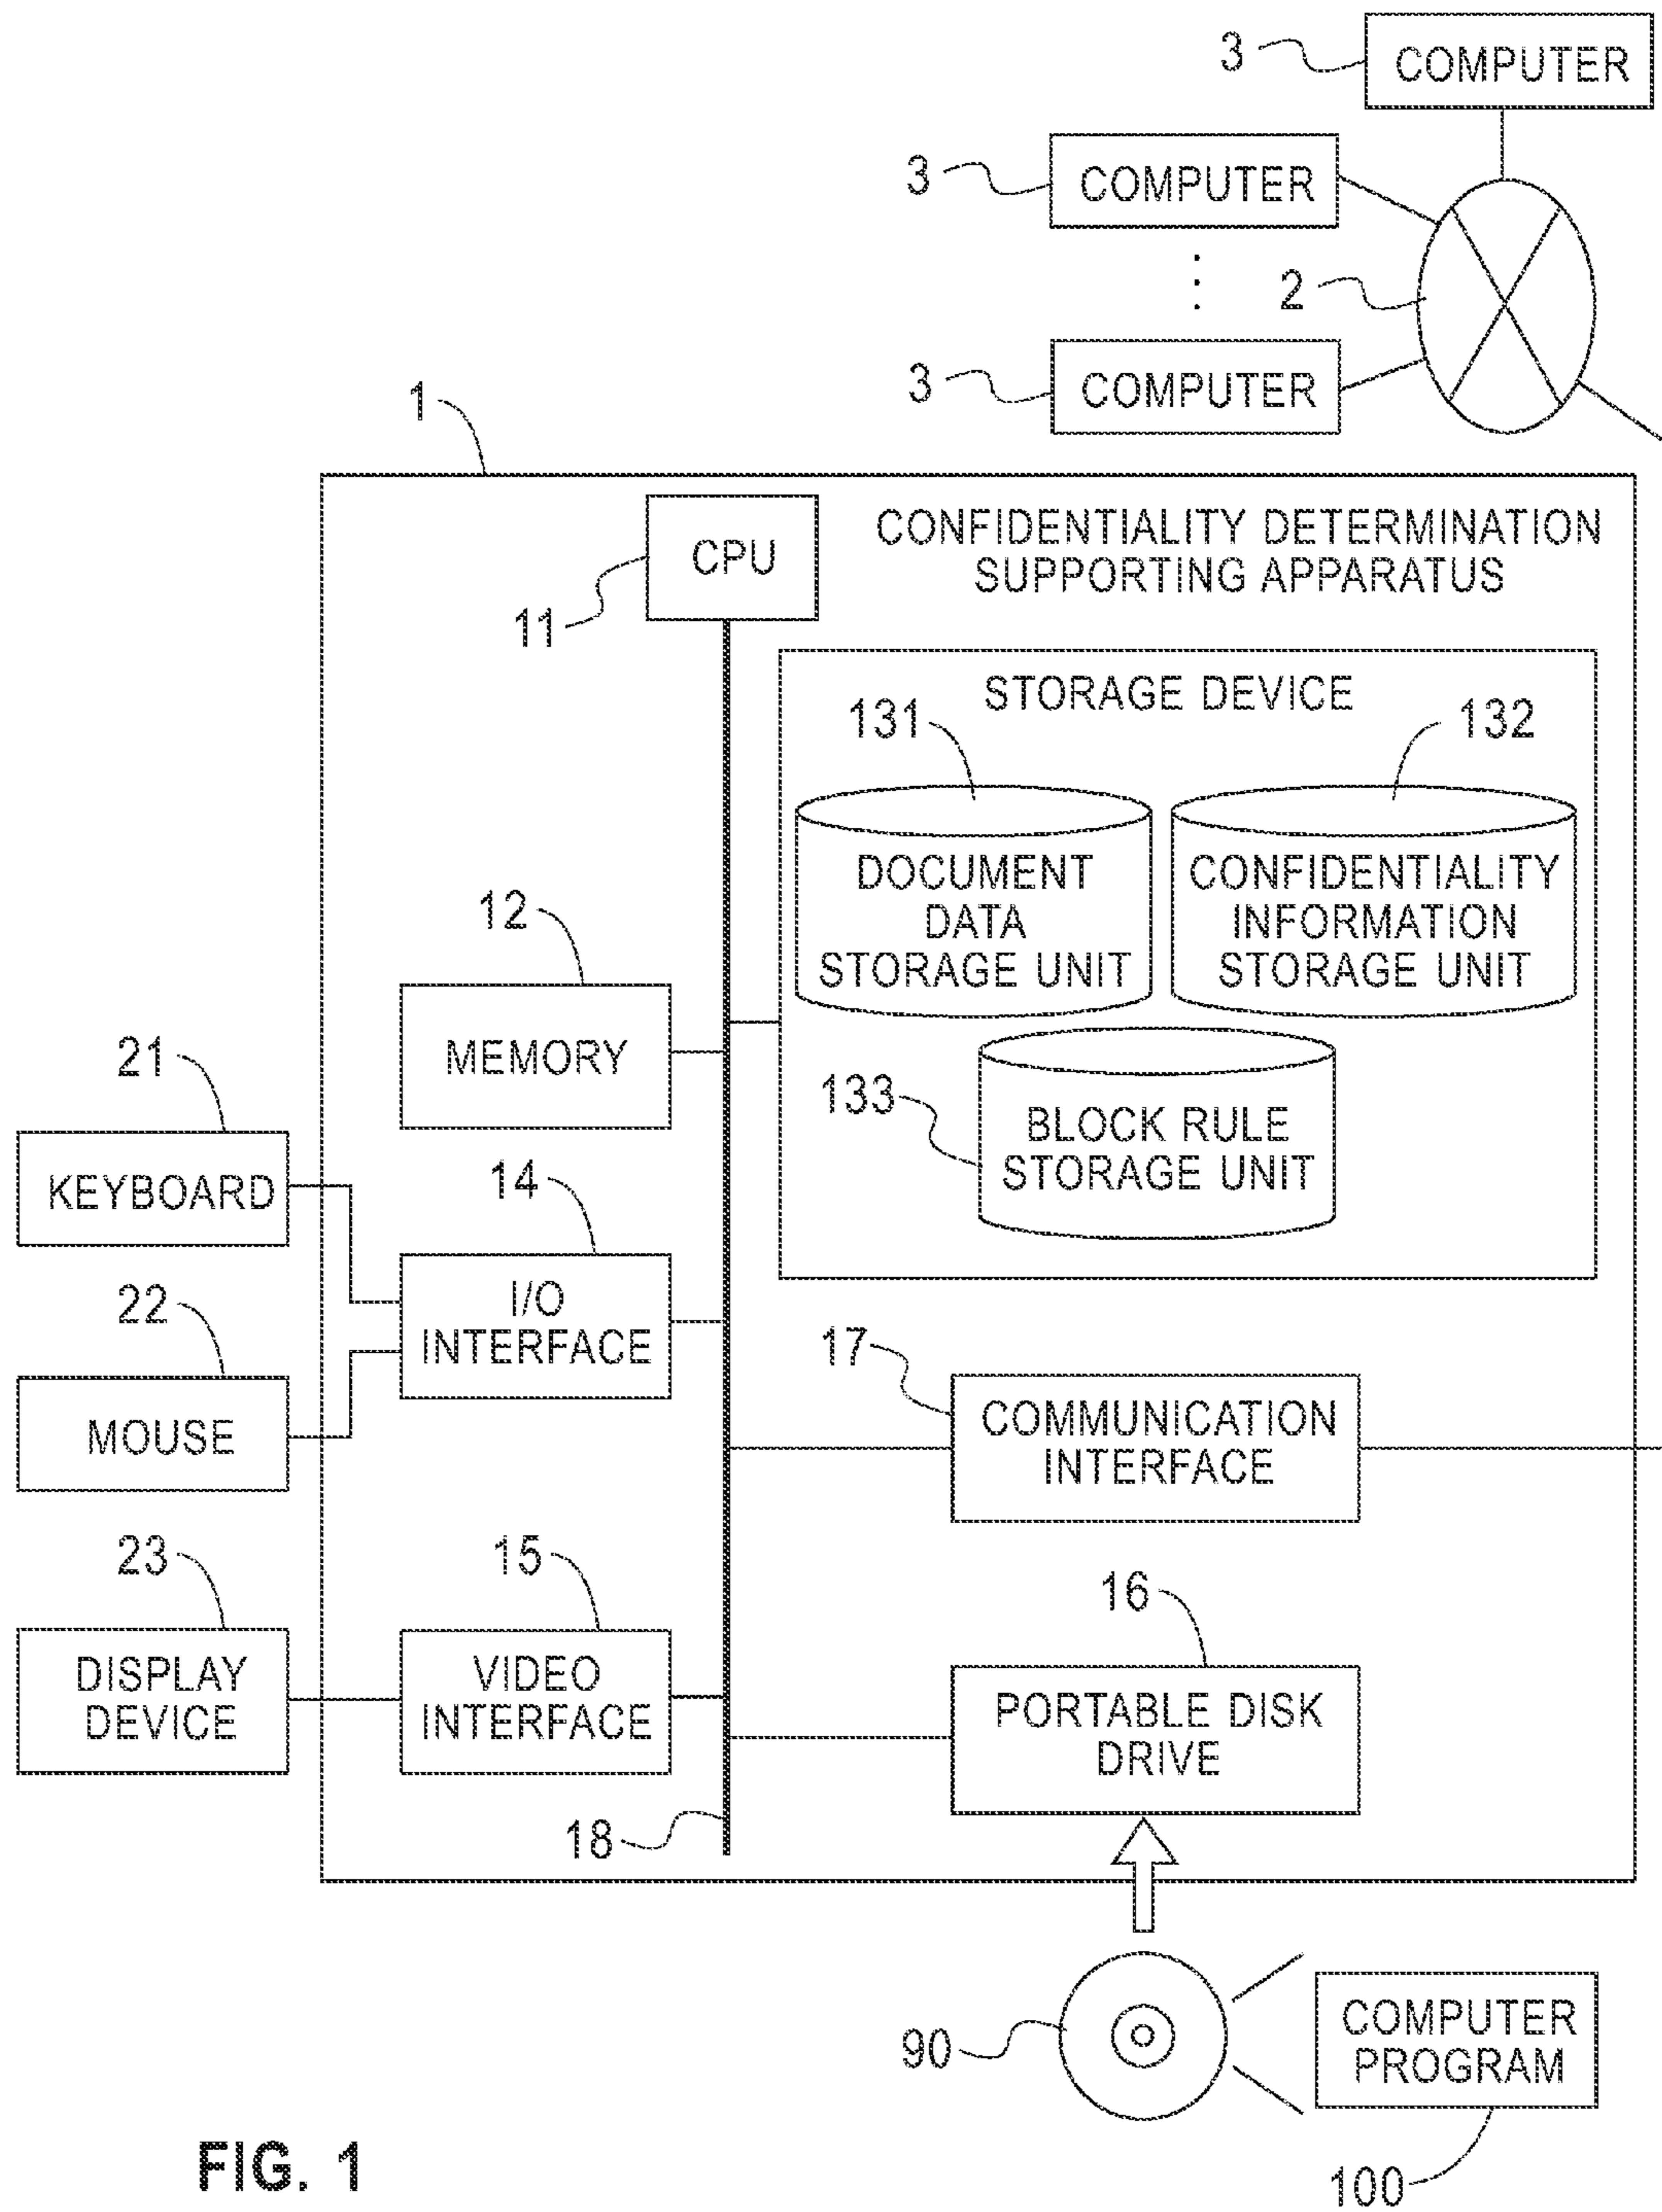 3
COMPUTER
3
COMPUTER
2
3
COMPUTER
1
CPU
11
CONFIDENTIALITY DETERMINATION
SUPPORTING APPARATUS
STORAGE DEVICE
131
132
DOCUMENT
DATA
STORAGE UNIT
CONFIDENTIALITY
INFORMATION
STORAGE UNIT
12
MEMORY
133
BLOCK RULE
STORAGE UNIT
21
KEYBOARD
14
I/O
INTERFACE
22
MOUSE
17
COMMUNICATION
INTERFACE
23
DISPLAY
DEVICE
15
VIDEO
INTERFACE
16
PORTABLE DISK
DRIVE
18
90
COMPUTER
PROGRAM
100
FIG. 1